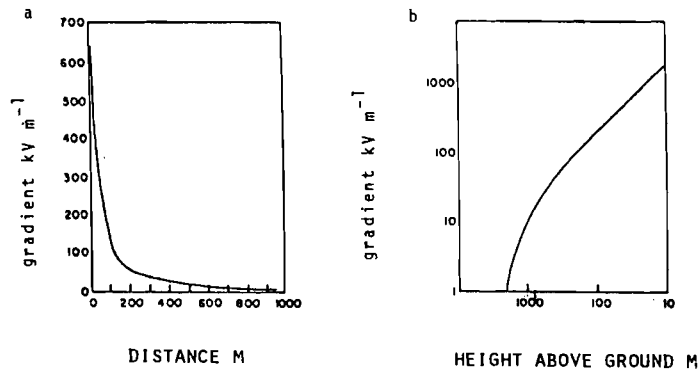 a
700
600
500
400
300
200
100
0
gradient kV m⁻¹
0 200 400 600 800 1000
DISTANCE M
b
1000
100
10
1
gradient kV m⁻¹
1000 100 10
HEIGHT ABOVE GROUND M